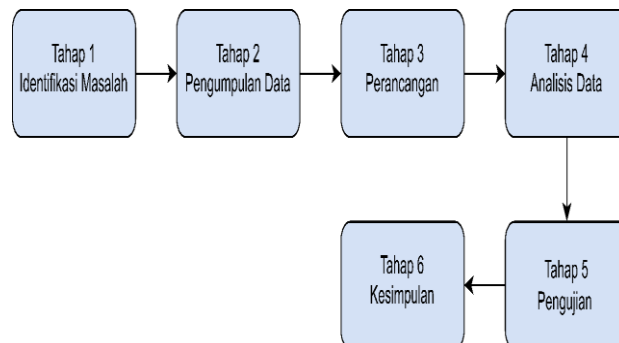 Tahap 1
Identifikasi Masalah
Tahap 2
Pengumpulan Data
Tahap 3
Perancangan
Tahap 4
Analisis Data
Tahap 5
Pengujian
Tahap 6
Kesimpulan